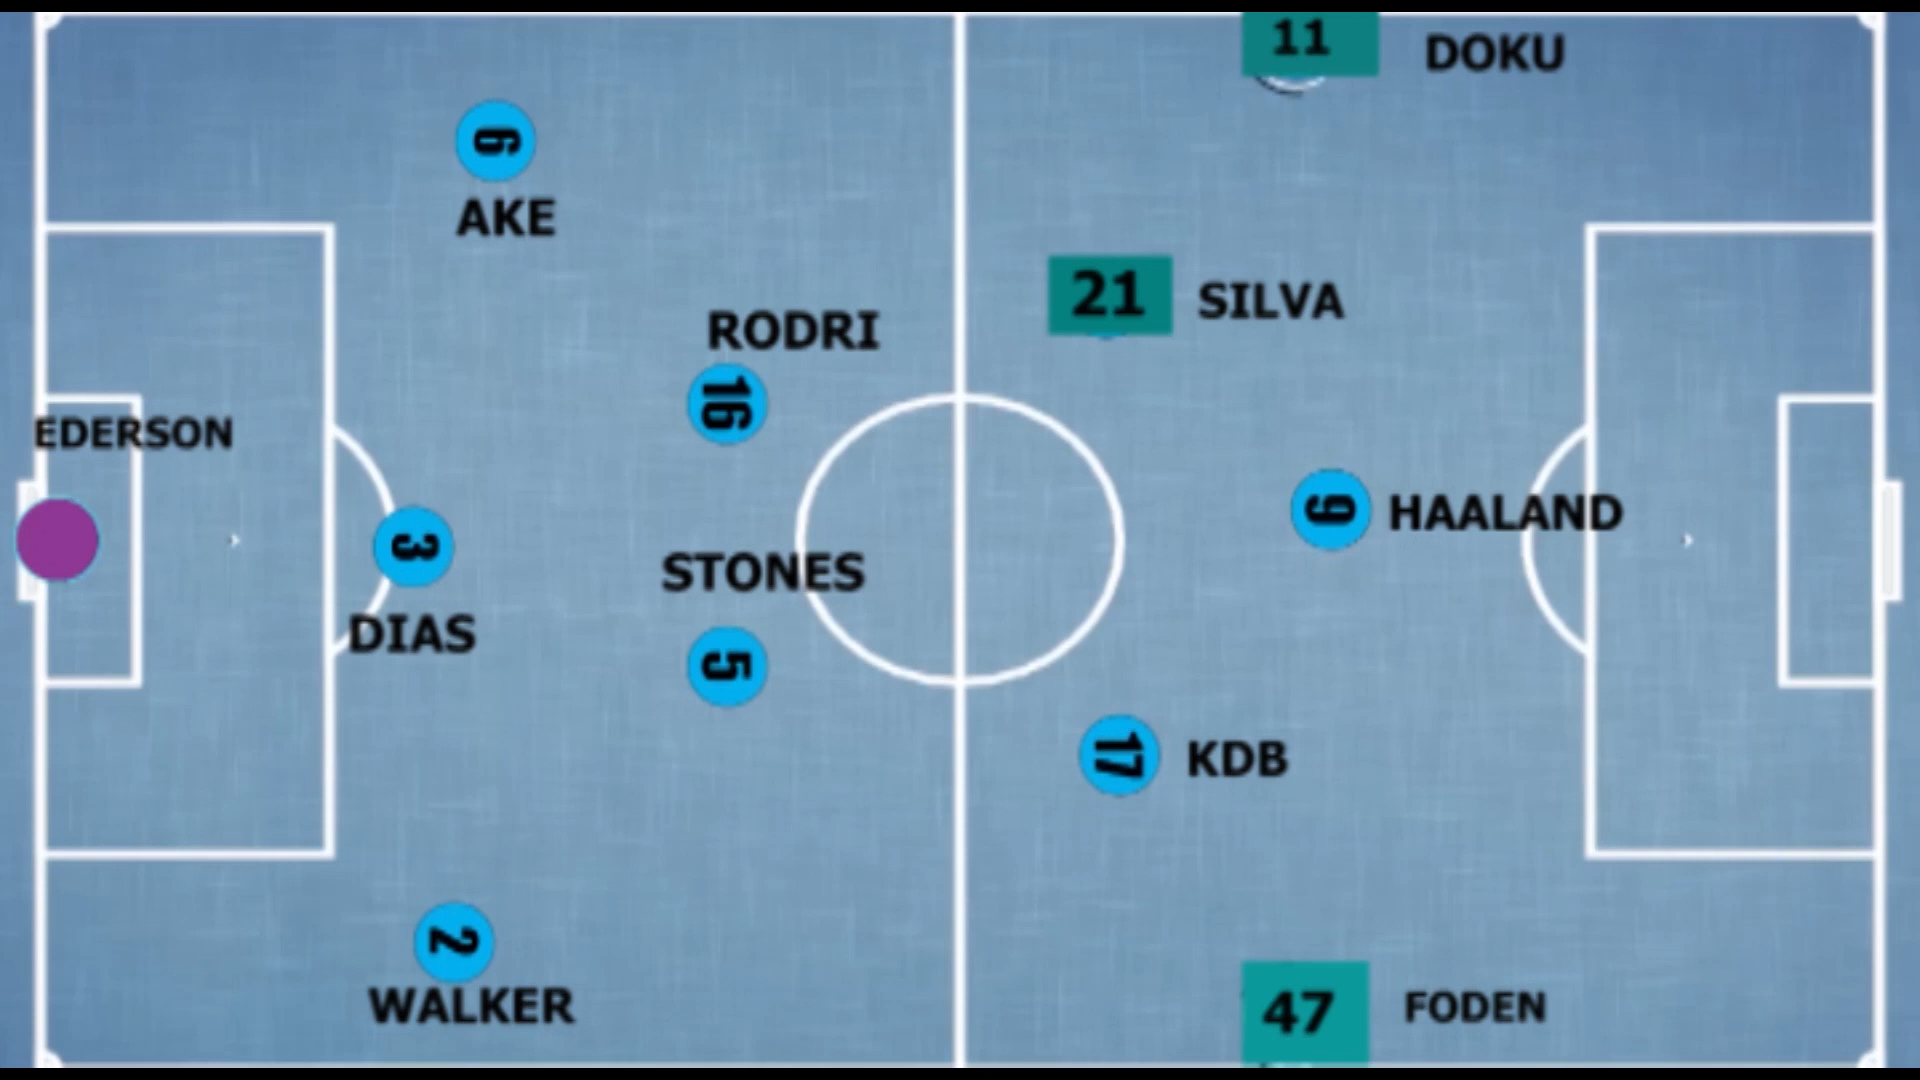 11 DOKU
6
AKE
21 SILVA
RODRI
16
EDERSON
9 HAALAND
3
STONES
DIAS
5
17 KDB
2
WALKER
47 FODEN